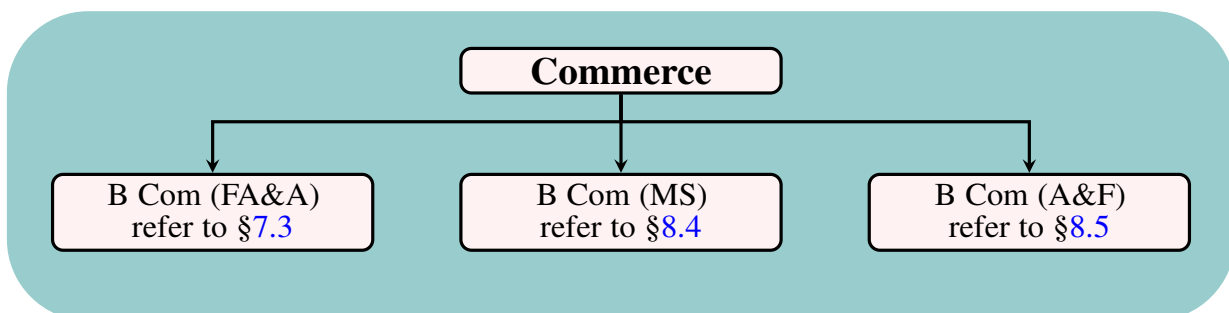 Commerce
B Com (FA&A)
refer to §7.3
B Com (MS)
refer to §8.4
B Com (A&F)
refer to §8.5